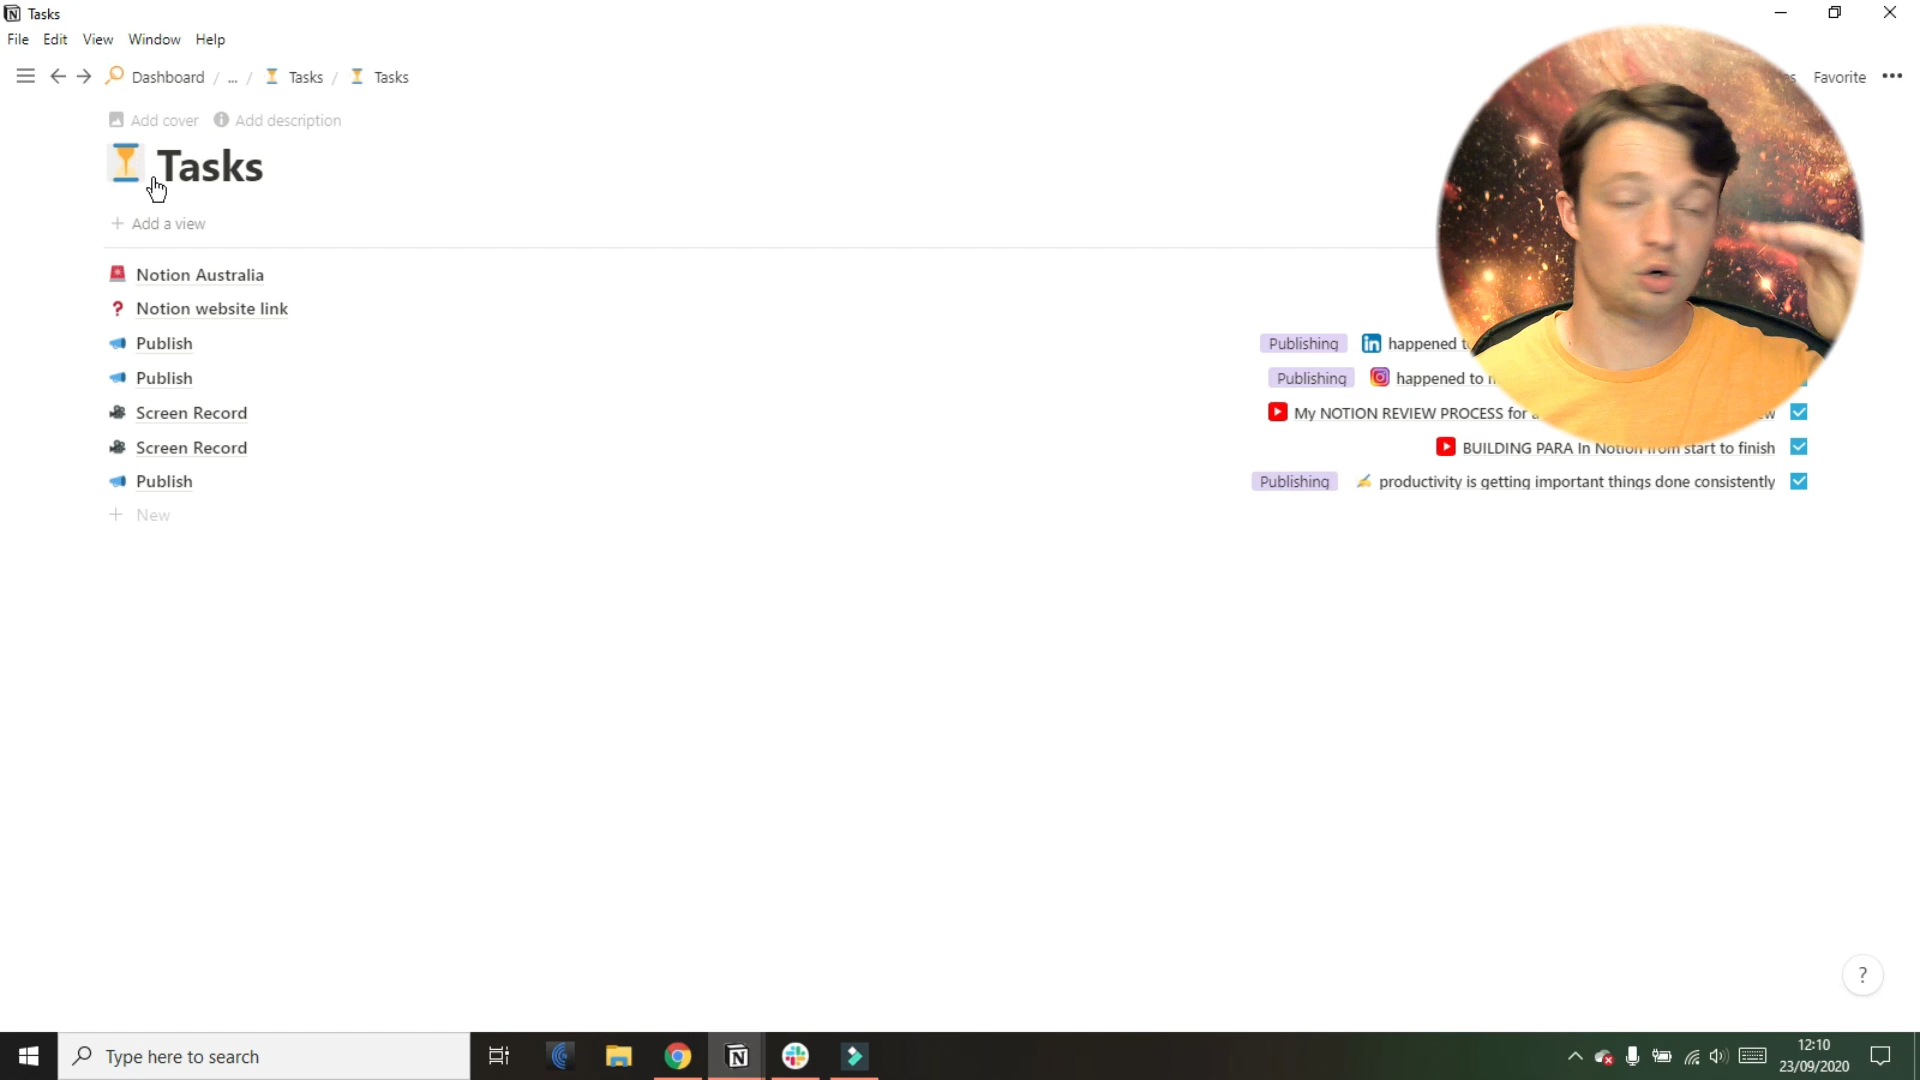 Tasks
File Edit View Window Help
Dashboard / ... / Tasks / Tasks
Favorite •••
Add cover Add description
Tasks
+ Add a view
Notion Australia
Notion website link
Publish Publishing happened
Publish Publishing happened to
Screen Record My NOTION REVIEW PROCESS for
Screen Record BUILDING PARA In Notion from start to finish
Publish Publishing productivity is getting important things done consistently
+ New
?
Type here to search
12:10
23/09/2020